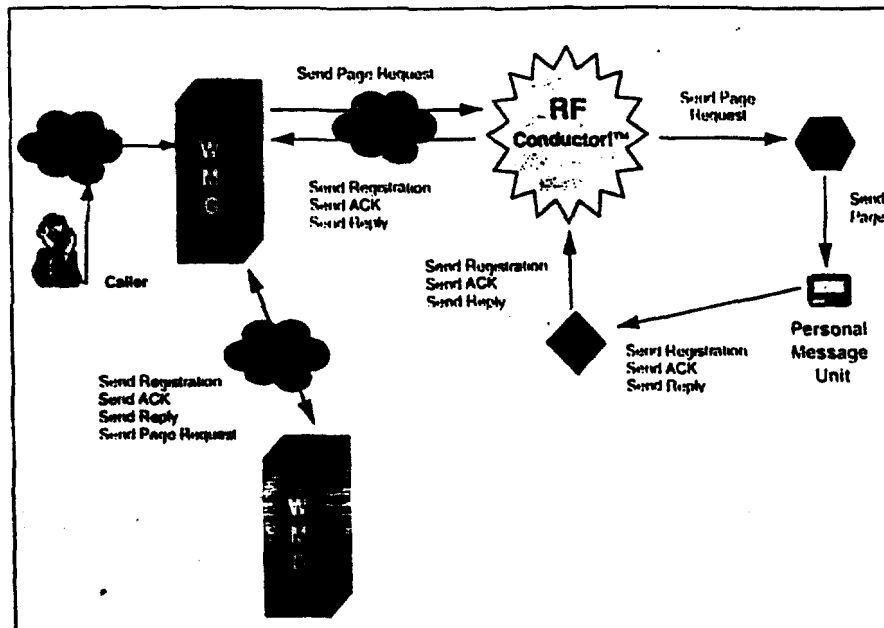 Send Page Request
RF
Conductor!™
Send Page
Request
W
M
G
Send Registration
Send ACK
Send Reply
Send
Page
Caller
Send Registration
Send ACK
Send Reply
Personal
Message
Unit
Send Registration
Send ACK
Send Reply
Send Registration
Send ACK
Send Reply
Send Page Request
W
M